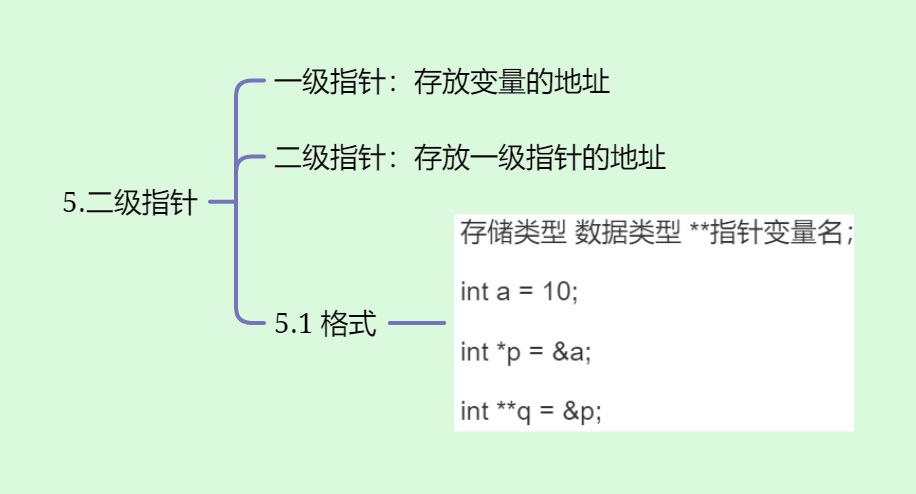 一级指针：存放变量的地址
二级指针：存放一级指针的地址
5.二级指针
5.1 格式
存储类型 数据类型 **指针变量名;
int a = 10;
int *p = &a;
int **q = &p;